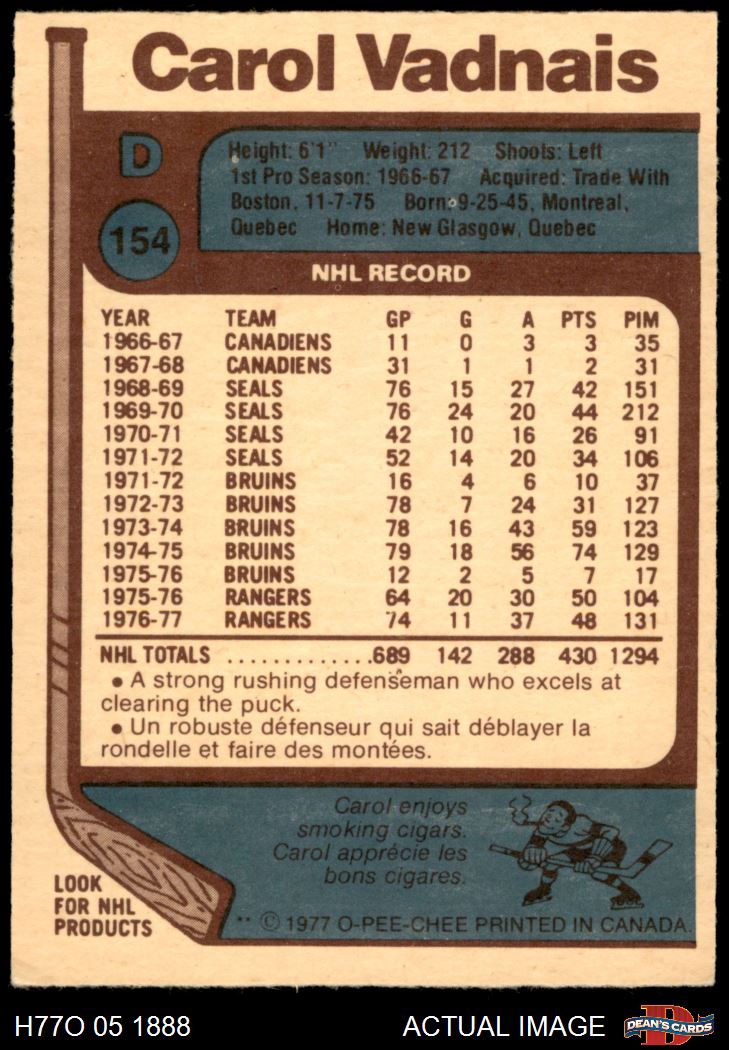 Carol Vadnais
D
154
Height: 6'1" Weight: 212 Shoots: Left
1st Pro Season: 1966-67 Acquired: Trade With
Boston, 11-7-75 Born: 9-25-45, Montreal,
Quebec Home: New Glasgow, Quebec
NHL RECORD
YEAR TEAM GP G A PTS PIM
1966-67 CANADIENS 11 0 3 3 35
1967-68 CANADIENS 31 1 1 2 31
1968-69 SEALS 76 15 27 42 151
1969-70 SEALS 76 24 20 44 212
1970-71 SEALS 42 10 16 26 91
1971-72 SEALS 52 14 20 34 106
1971-72 BRUINS 16 4 6 10 37
1972-73 BRUINS 78 7 24 31 127
1973-74 BRUINS 78 16 43 59 123
1974-75 BRUINS 79 18 56 74 129
1975-76 BRUINS 12 2 5 7 17
1975-76 RANGERS 64 20 30 50 104
1976-77 RANGERS 74 11 37 48 131
NHL TOTALS .............689 142 288 430 1294
• A strong rushing defenseman who excels at
clearing the puck.
• Un robuste défenseur qui sait déblayer la
rondelle et faire des montées.
Carol enjoys
smoking cigars.
Carol apprécie les
bons cigares.
LOOK
FOR NHL
PRODUCTS
** © 1977 O-PEE-CHEE PRINTED IN CANADA.
H77O 05 1888
ACTUAL IMAGE
D
DEAN'S CARDS